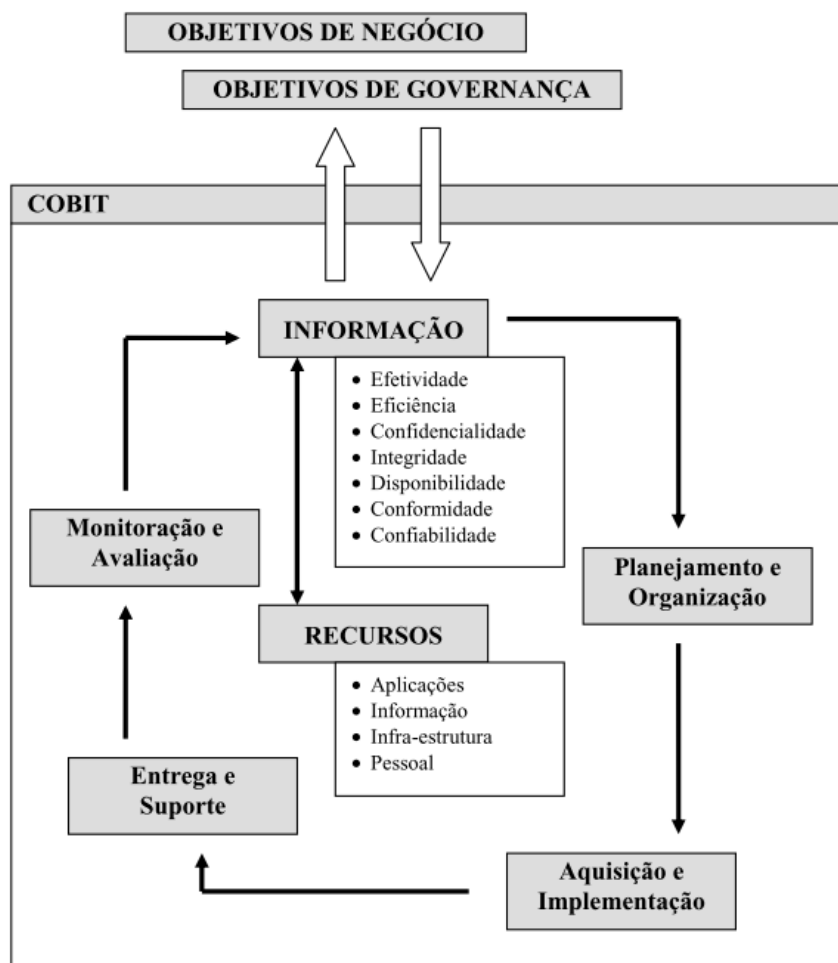 OBJETIVOS DE NEGÓCIO
OBJETIVOS DE GOVERNANÇA
COBIT
INFORMAÇÃO
• Efetividade
• Eficiência
• Confidencialidade
• Integridade
• Disponibilidade
• Conformidade
• Confiabilidade
Monitoração e
Avaliação
Planejamento e
Organização
RECURSOS
• Aplicações
• Informação
• Infra-estrutura
• Pessoal
Entrega e
Suporte
Aquisição e
Implementação